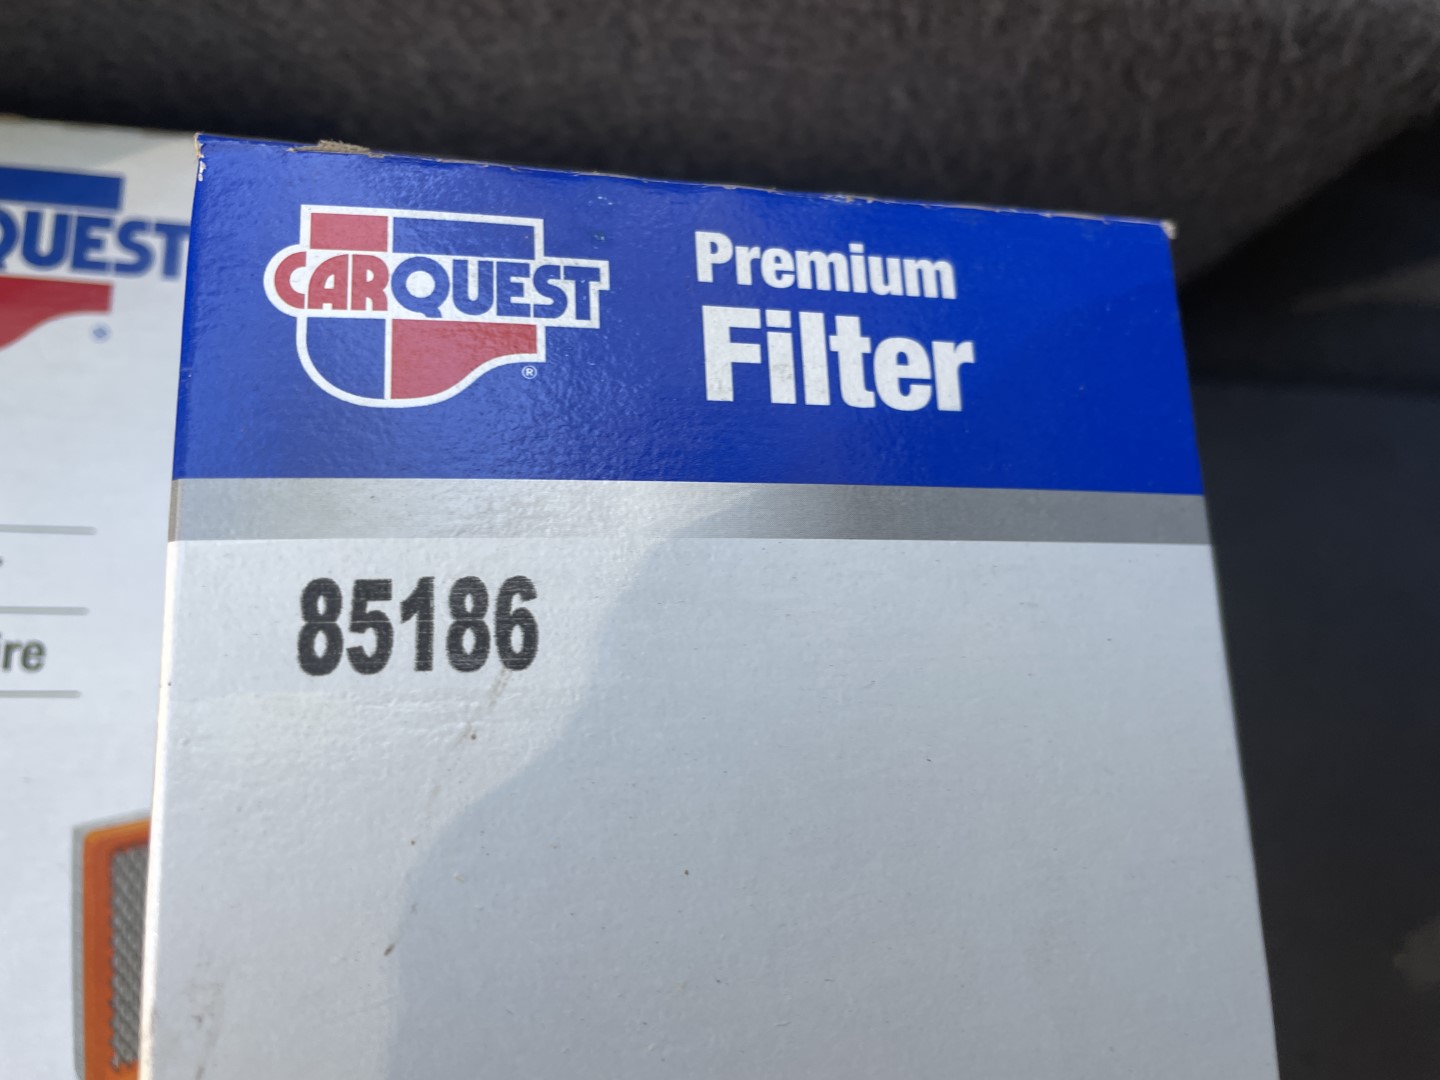 QUEST
ire
CARQUEST
®
Premium
Filter
85186